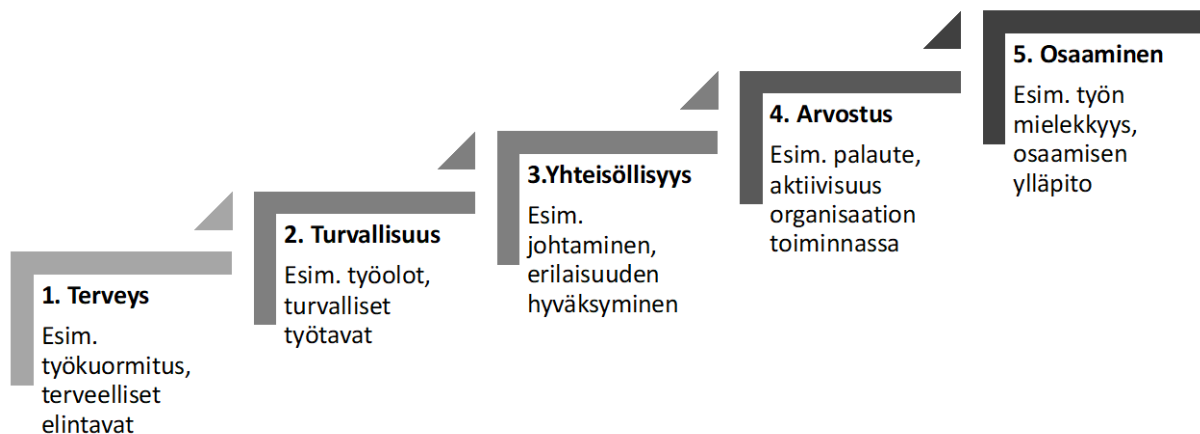 1. Terveys
Esim.
työkuormitus,
terveelliset
elintavat
2. Turvallisuus
Esim. työolot,
turvalliset
työtavat
3.Yhteisöllisyys
Esim.
johtaminen,
erilaisuuden
hyväksyminen
4. Arvostus
Esim. palaute,
aktiivisuus
organisaation
toiminnassa
5. Osaaminen
Esim. työn
mielekkyys,
osaamisen
ylläpito